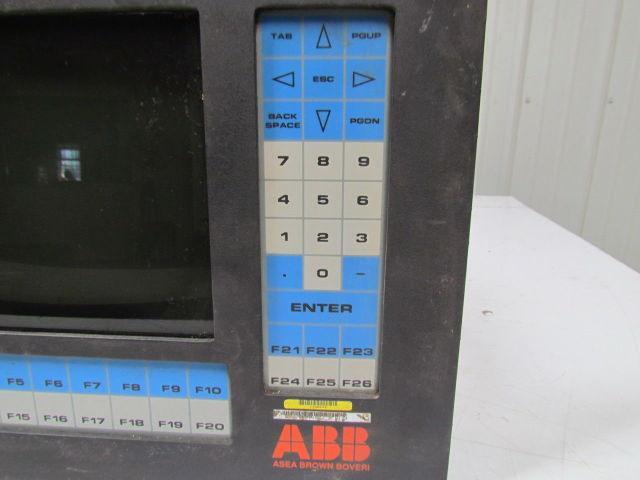 TAB PGUP
ESC
BACK SPACE PGDN
7 8 9
4 5 6
1 2 3
. 0 –
ENTER
F21 F22 F23
F24 F25 F26
F5 F6 F7 F8 F9 F10
F15 F16 F17 F18 F19 F20
ABB
ASEA BROWN BOVERI